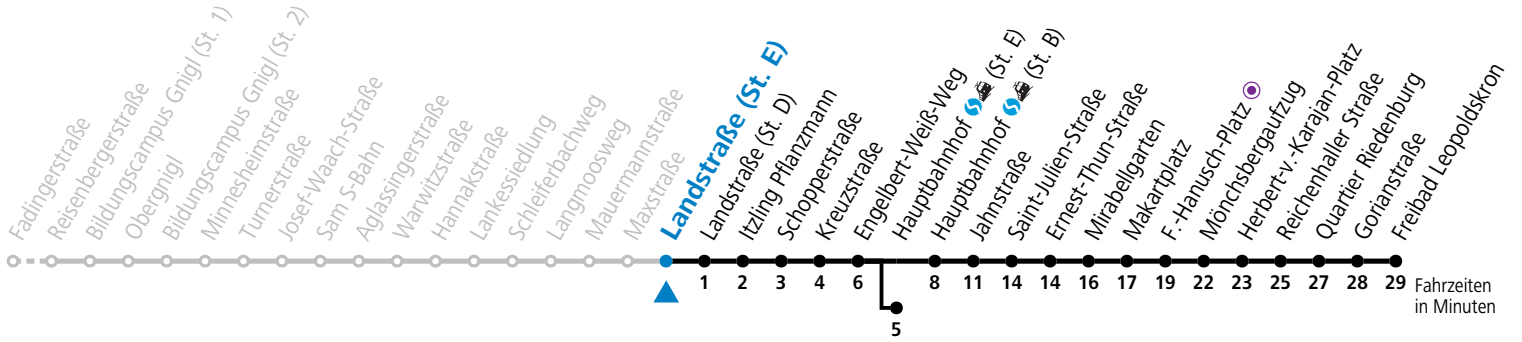 Fadingerstraße
Reisenbergerstraße
Bildungscampus Gnigl (St. 1)
Obergnigl
Bildungscampus Gnigl (St. 2)
Minnesheimstraße
Turnerstraße
Josef-Waach-Straße
Sam S-Bahn
Aglassingerstraße
Warwitzstraße
Hannakstraße
Lankessiedlung
Schleiferbachweg
Langmoosweg
Mauermannstraße
Maxstraße
Landstraße (St. E)
Landstraße (St. D)
Itzling Pflanzmann
Schopperstraße
Kreuzstraße
Engelbert-Weiß-Weg
Hauptbahnhof (St. E)
Hauptbahnhof (St. B)
Jahnstraße
Saint-Julien-Straße
Ernest-Thun-Straße
Mirabellgarten
Makartplatz
F.-Hanusch-Platz
Mönchsbergaufzug
Herbert-v.-Karajan-Platz
Reichenhaller Straße
Quartier Riedenburg
Gorianstraße
Freibad Leopoldskron
1 2 3 4 6 8 11 14 14 16 17 19 22 23 25 27 28 29 Fahrzeiten
in Minuten
5